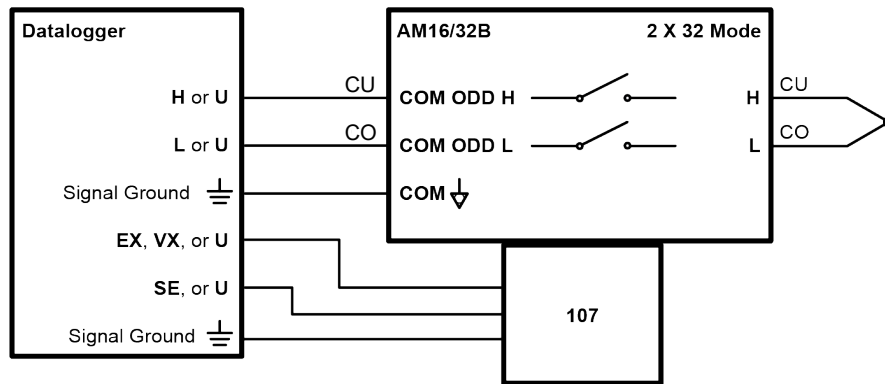 Datalogger
AM16/32B 2 X 32 Mode
H or U CU COM ODD H H CU
L or U CO COM ODD L L CO
Signal Ground COM
EX, VX, or U
SE, or U
107
Signal Ground